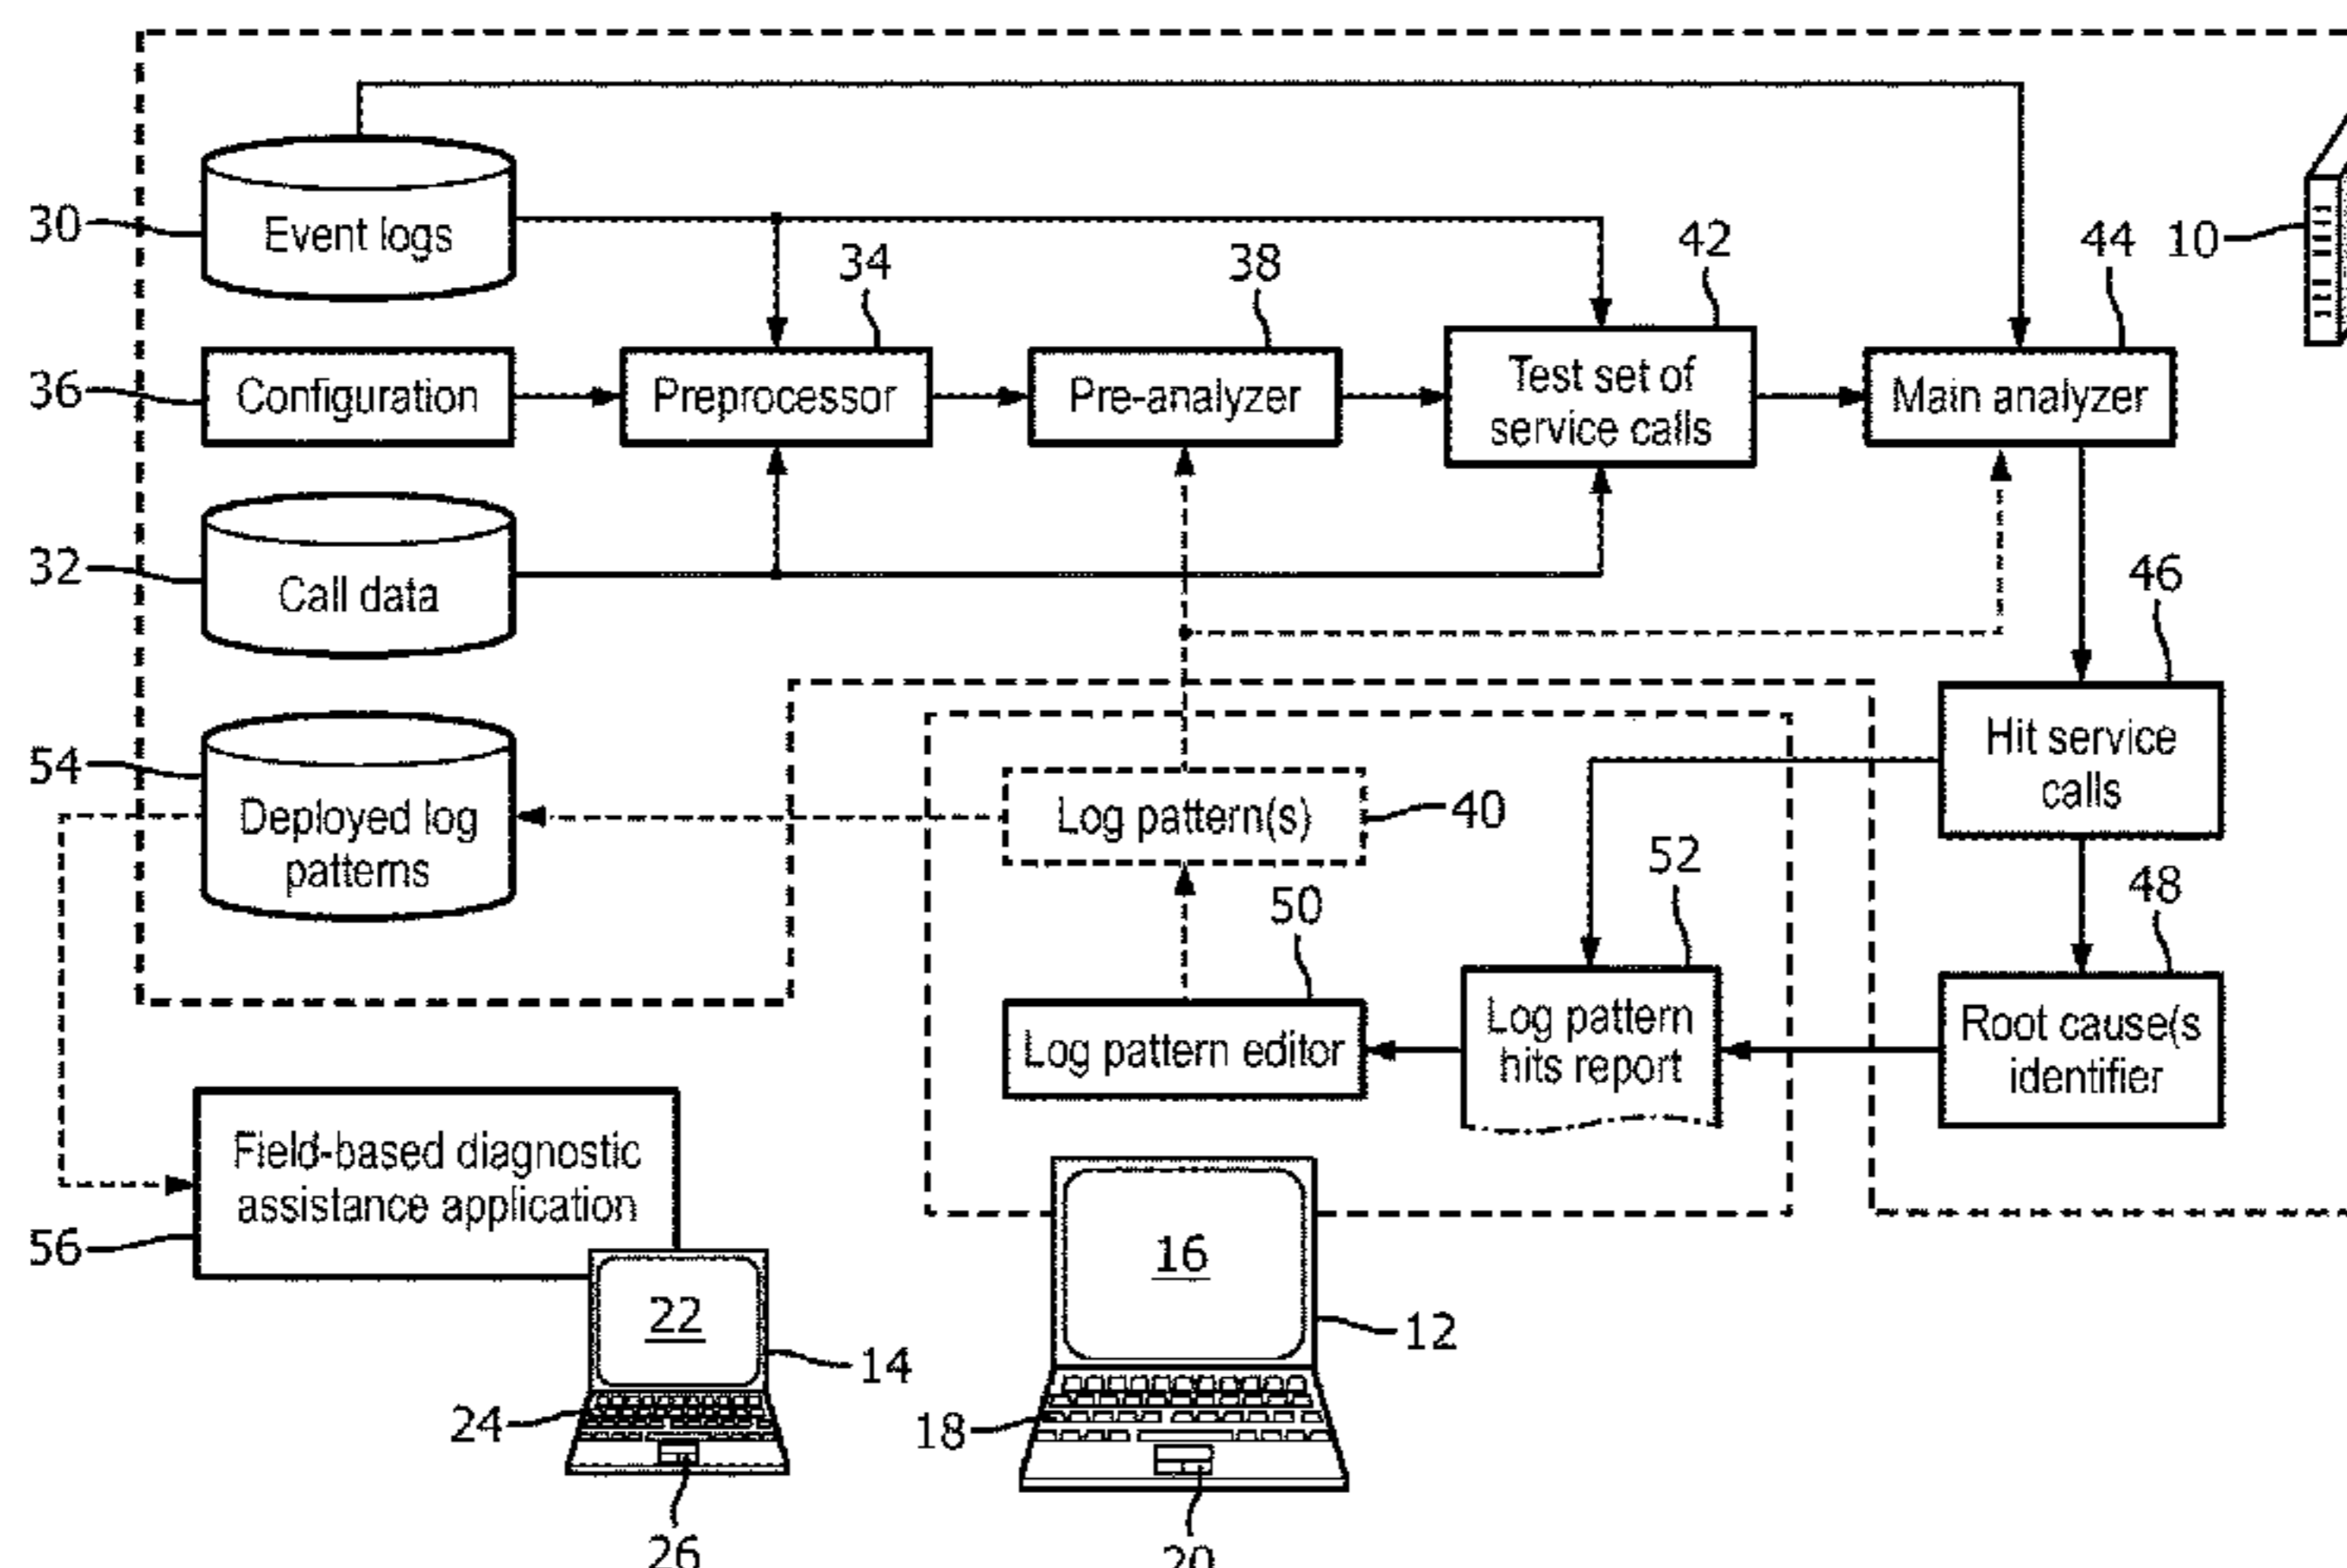 30
Event logs
34
38
42
44
10
36
Configuration
Preprocessor
Pre-analyzer
Test set of
service calls
Main analyzer
32
Call data
46
54
Deployed log
patterns
Log pattern(s)
40
Hit service
calls
52
50
48
Log pattern editor
Log pattern
hits report
Root cause(s
identifier
Field-based diagnostic
assistance application
56
22
14
16
12
24
18
26
20